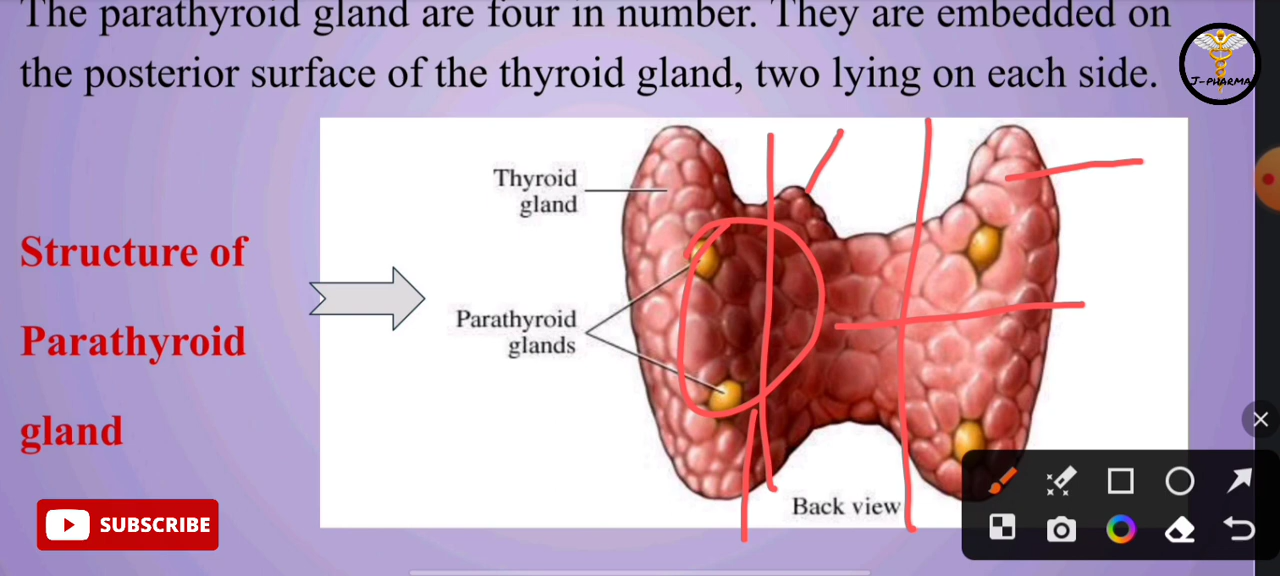 The parathyroid gland are four in number. They are embedded on
the posterior surface of the thyroid gland, two lying on each side.
J-PHARMA
Thyroid
gland
Structure of
Parathyroid
gland
Parathyroid
glands
Back view
SUBSCRIBE